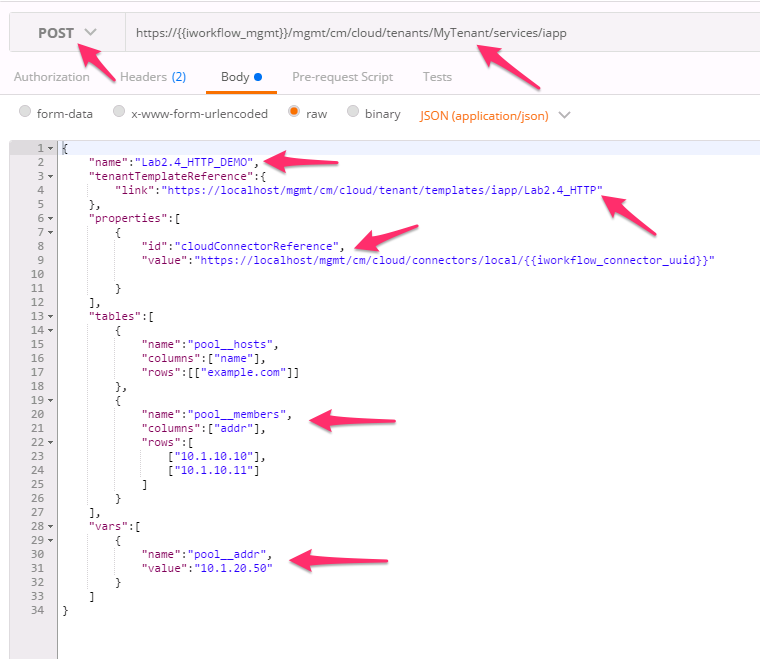 POST https://{{iworkflow_mgmt}}/mgmt/cm/cloud/tenants/MyTenant/services/iapp
Authorization Headers (2) Body Pre-request Script Tests
form-data x-www-form-urlencoded raw binary JSON (application/json)
1 {
2 "name":"Lab2.4_HTTP_DEMO",
3 "tenantTemplateReference":{
4 "link":"https://localhost/mgmt/cm/cloud/tenant/templates/iapp/Lab2.4_HTTP"
5 },
6 "properties":[
7 {
8 "id":"cloudConnectorReference",
9 "value":"https://localhost/mgmt/cm/cloud/connectors/local/{{iworkflow_connector_uuid}}"
10
11 }
12 ],
13 "tables":[
14 {
15 "name":"pool__hosts",
16 "columns":["name"],
17 "rows":[["example.com"]]
18 },
19 {
20 "name":"pool__members",
21 "columns":["addr"],
22 "rows":[
23 ["10.1.10.10"],
24 ["10.1.10.11"]
25 ]
26 }
27 ],
28 "vars":[
29 {
30 "name":"pool__addr",
31 "value":"10.1.20.50"
32 }
33 ]
34 }